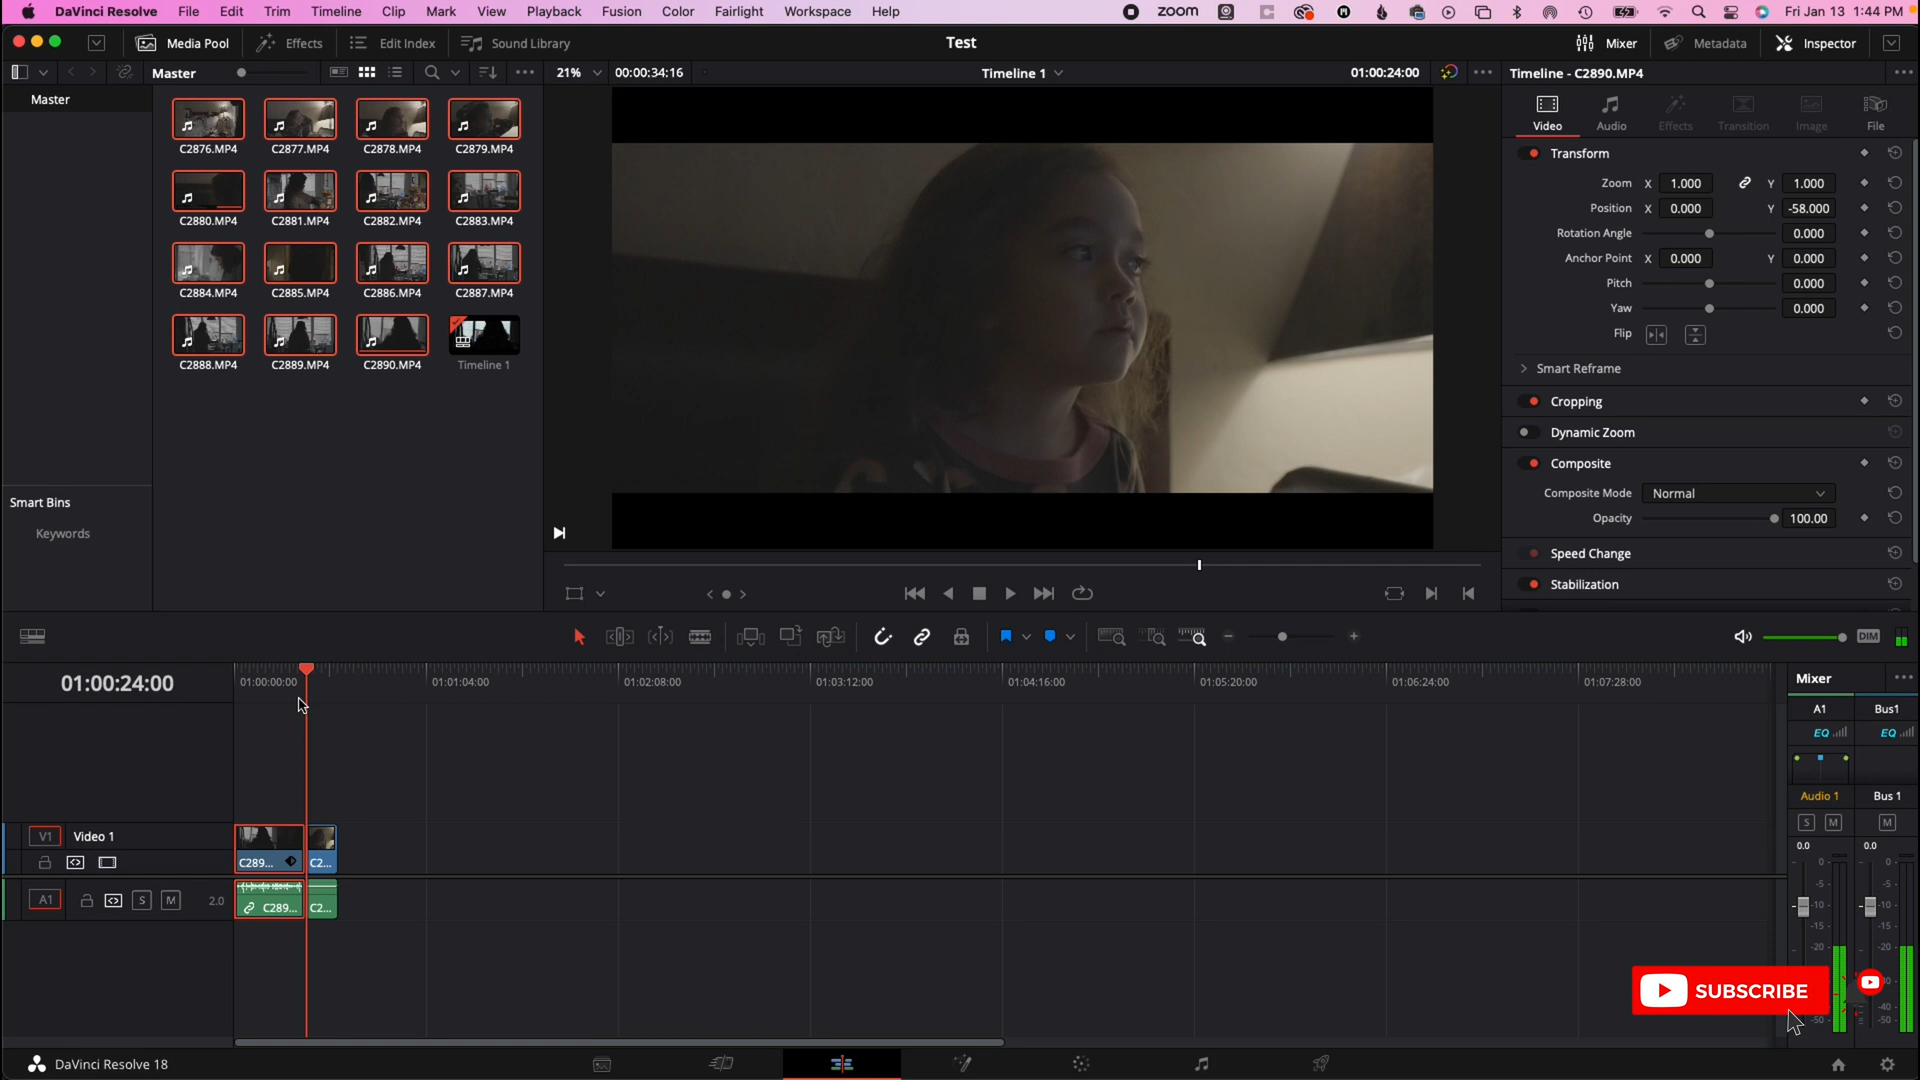 DaVinci Resolve File Edit Trim Timeline Clip Mark View Playback Fusion Color Fairlight Workspace Help zoom Fri Jan 13 1:44 PM
Media Pool Effects Edit Index Sound Library Test Mixer Metadata Inspector
Master 21% 00:00:34:16 Timeline 1 01:00:24:00 Timeline - C2890.MP4
Master
C2876.MP4 C2877.MP4 C2878.MP4 C2879.MP4
C2880.MP4 C2881.MP4 C2882.MP4 C2883.MP4
C2884.MP4 C2885.MP4 C2886.MP4 C2887.MP4
C2888.MP4 C2889.MP4 C2890.MP4 Timeline 1
Smart Bins
Keywords
Video Audio Effects Transition Image File
Transform
Zoom X 1.000 Y 1.000
Position X 0.000 Y -58.000
Rotation Angle 0.000
Anchor Point X 0.000 Y 0.000
Pitch 0.000
Yaw 0.000
Flip
Smart Reframe
Cropping
Dynamic Zoom
Composite
Composite Mode Normal
Opacity 100.00
Speed Change
Stabilization
DIM
01:00:24:00 01:00:00:00 01:01:04:00 01:02:08:00 01:03:12:00 01:04:16:00 01:05:20:00 01:06:24:00 01:07:28:00
V1 Video 1
C289... C2...
A1 S M 2.0
C289... C2...
Mixer
A1 Bus1
EQ EQ
Audio 1 Bus 1
S M M
0.0 0.0
0- 0-
-5- -5-
-10- -10-
-15- -15-
-20- -20-
-40-
-50- -50-
SUBSCRIBE
DaVinci Resolve 18